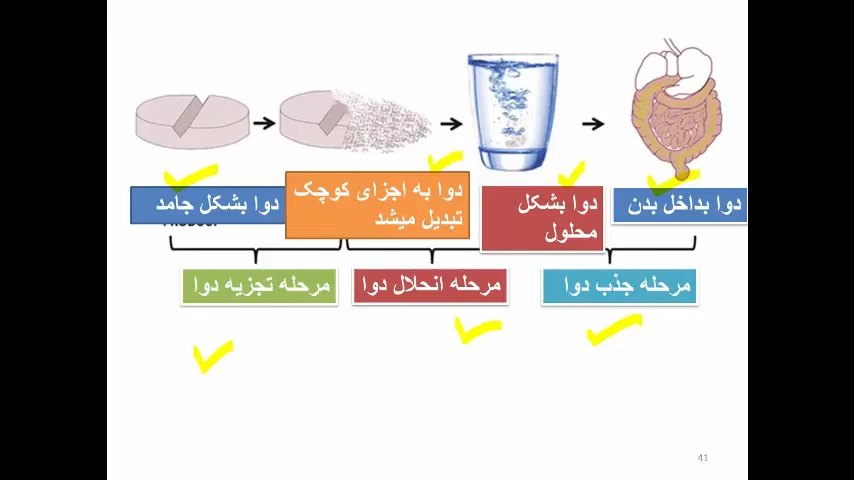 دوا بشکل جامد
دوا به اجزای کوچک
تبدیل میشد
دوا بشکل
محلول
دوا بداخل بدن
مرحله تجزیه دوا
مرحله انحلال دوا
مرحله جذب دوا
41